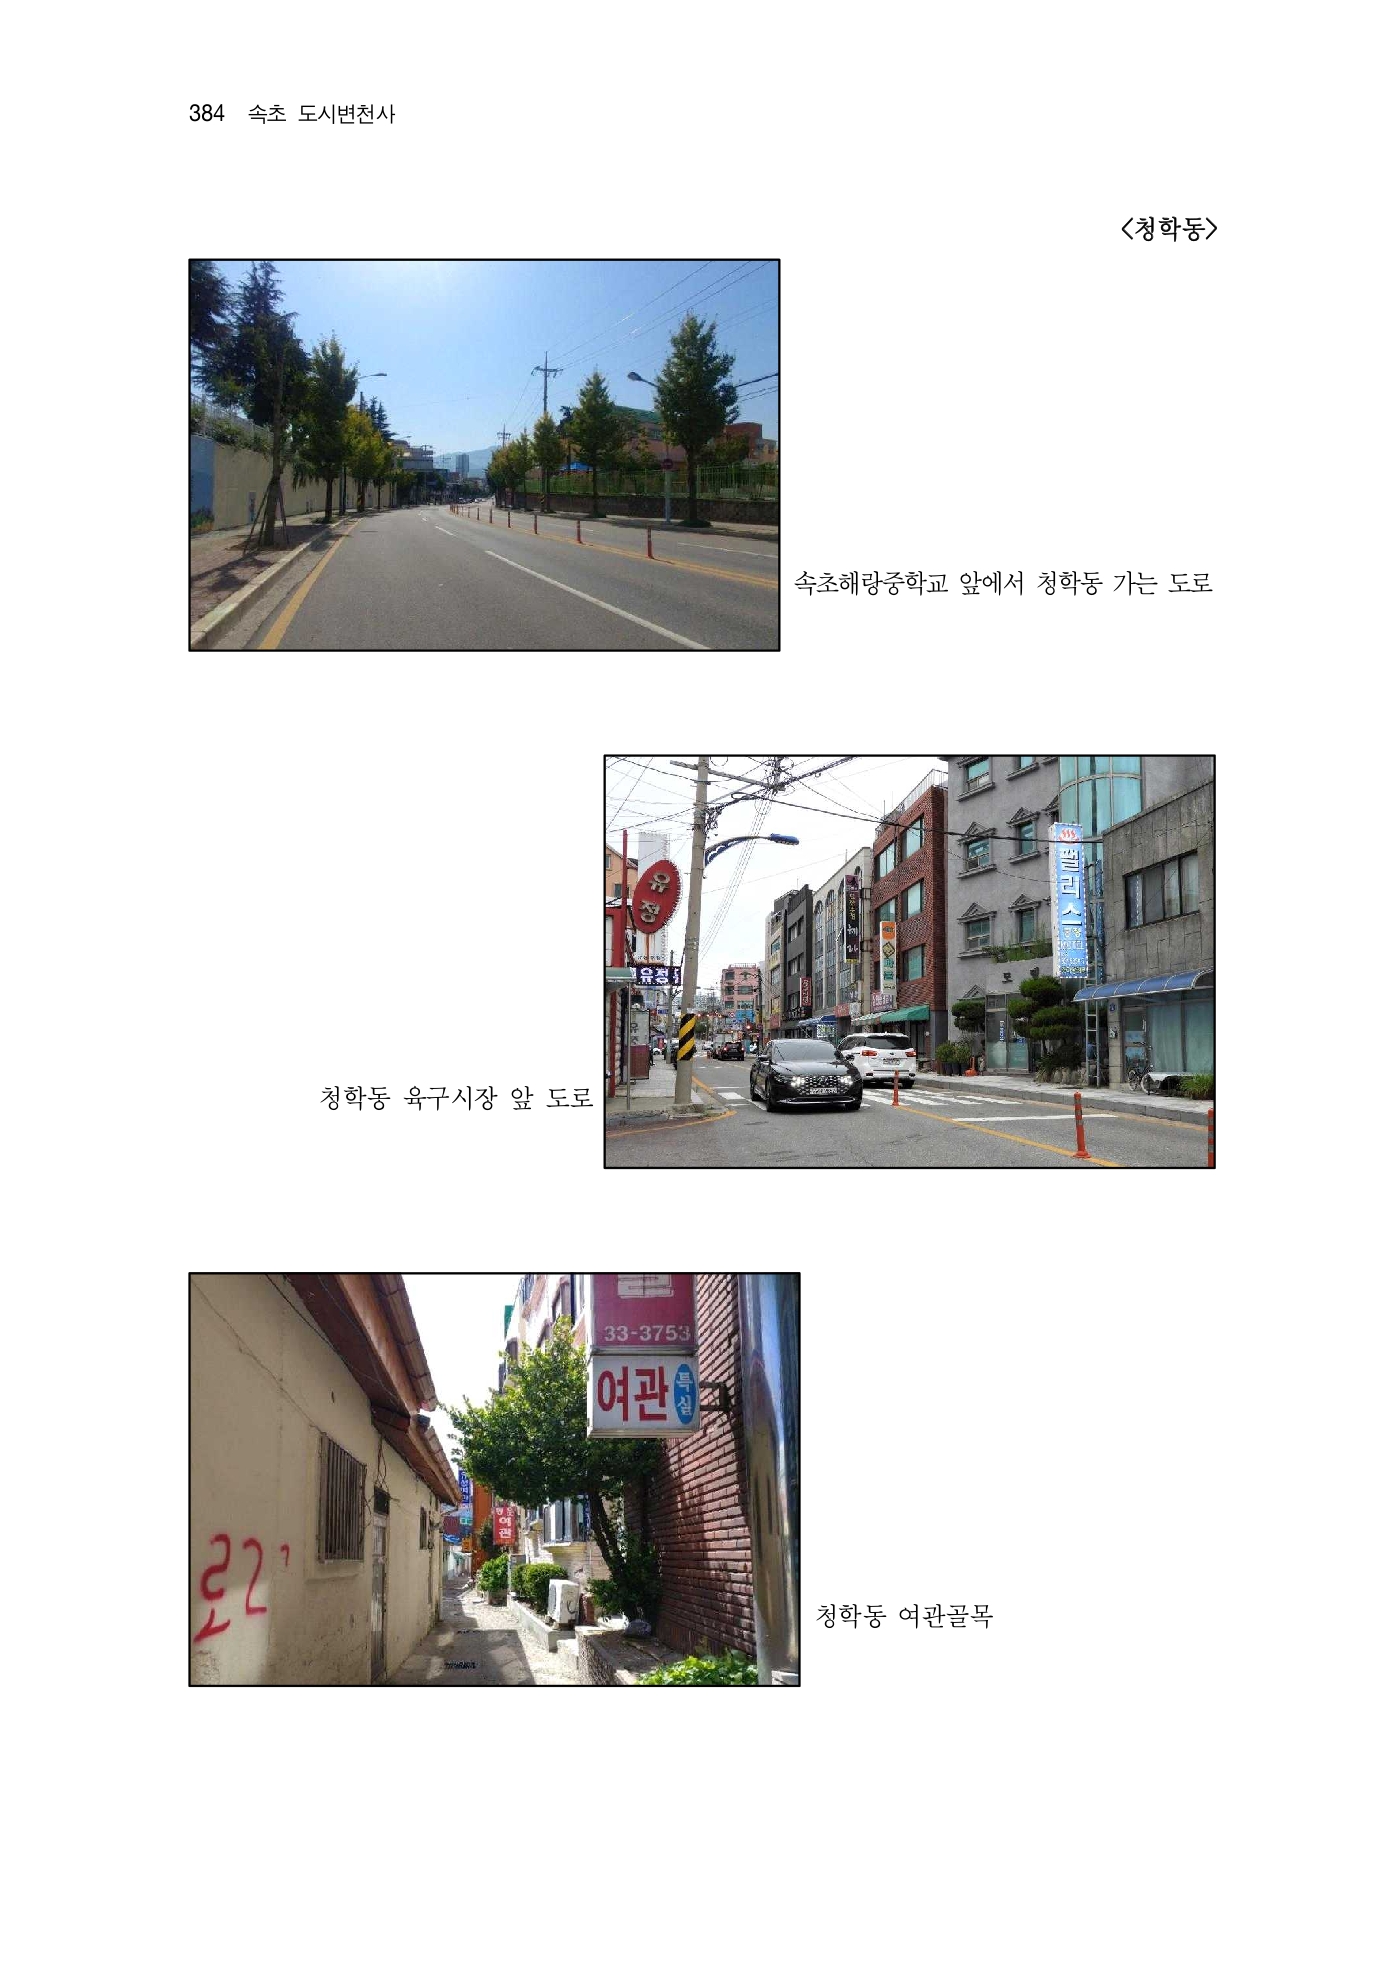 384 속초 도시변천사
<청학동>
속초해랑중학교 앞에서 청학동 가는 도로
유정
유정
밸리스
모텔
청학동 육구시장 앞 도로
33-3753
여관
특실
여관
청학동 여관골목